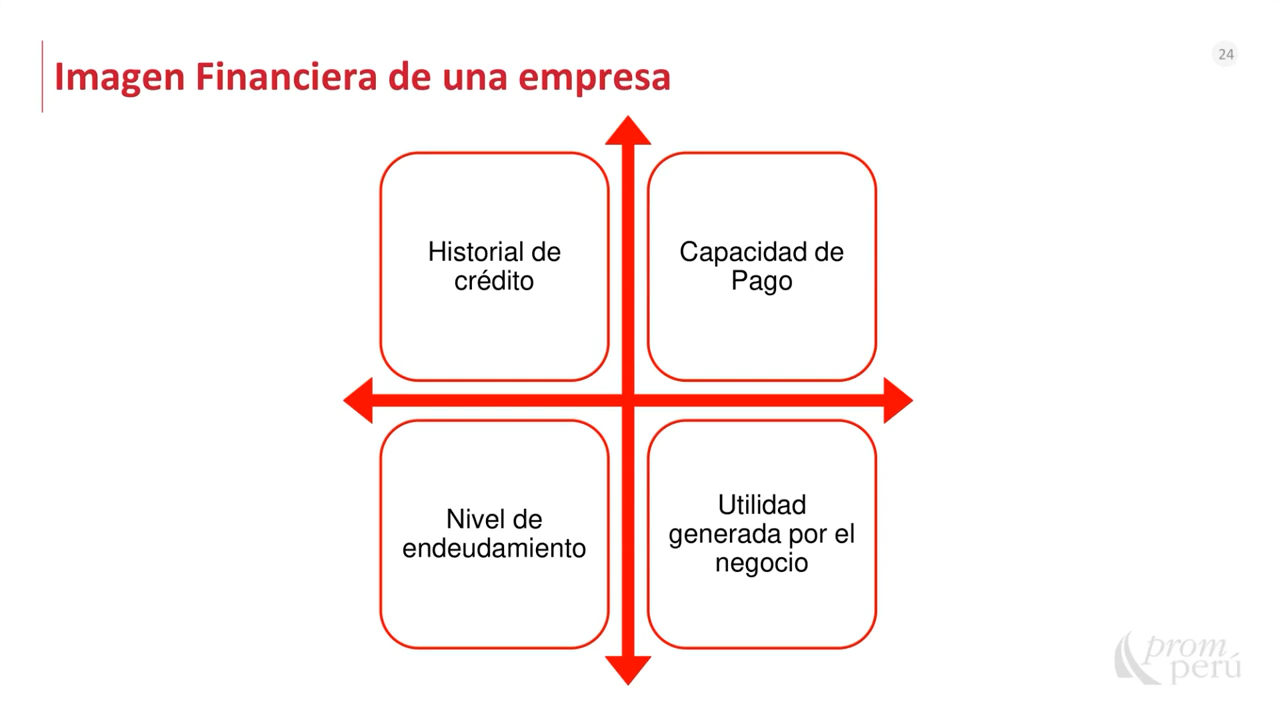 24
Imagen Financiera de una empresa
Historial de
crédito
Capacidad de
Pago
Nivel de
endeudamiento
Utilidad
generada por el
negocio
prom
perú